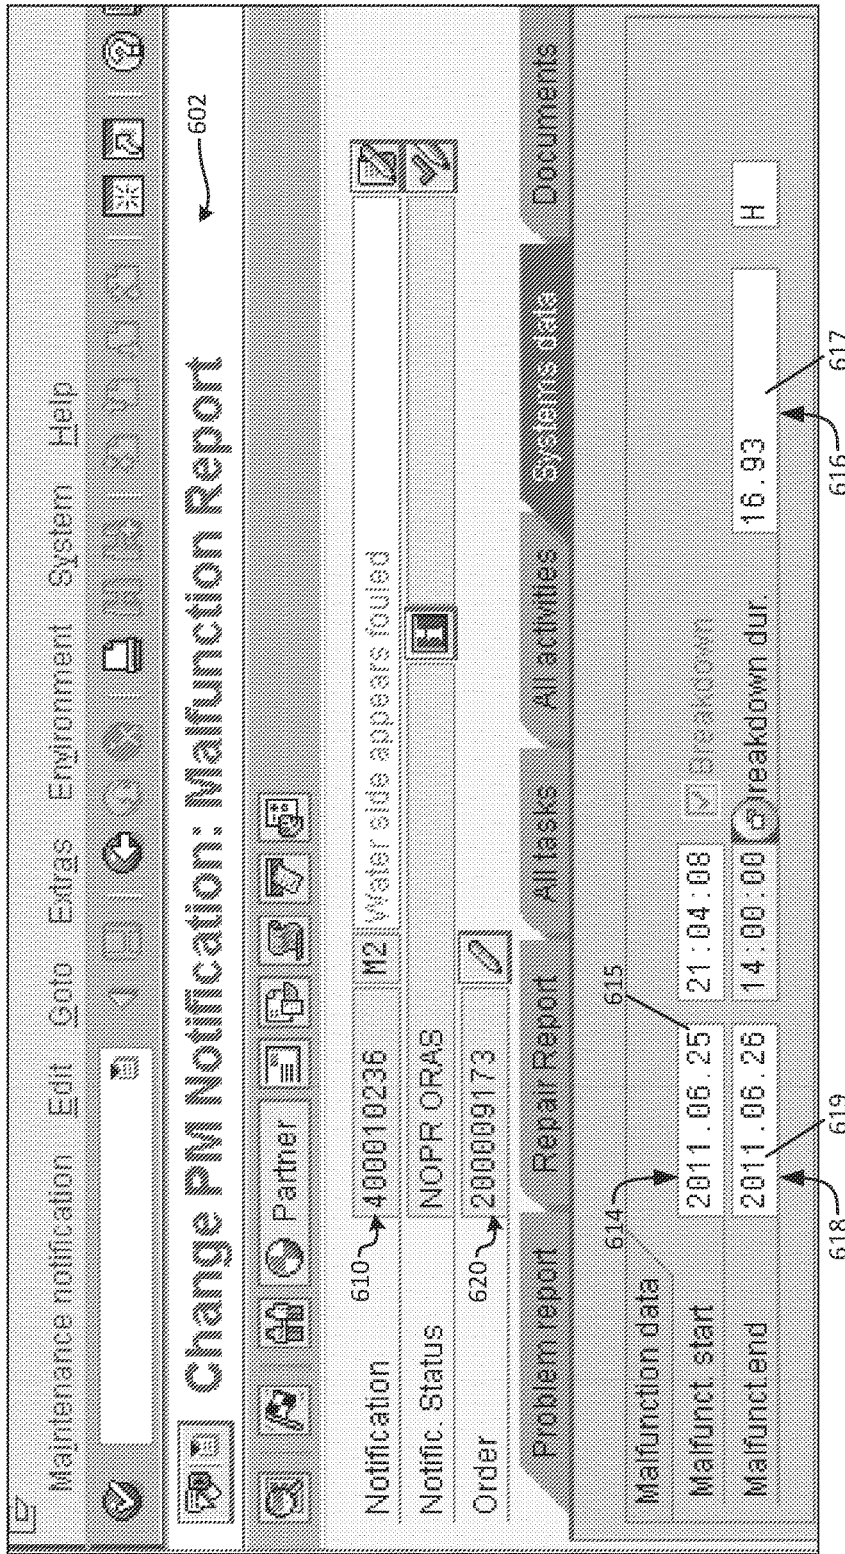 Maintenance notification Edit Goto Extras Environment System Help
Change PM Notification: Malfunction Report
602
Partner
Notification 400010236 M2 Water side appears fouled
610
Notific. Status NOPR ORAS
Order 200009173
620
Problem report Repair Report All tasks All activities Systems data Documents
614
615
Malfunction data
Malfunct. start 2011.06.25 21:04:08 Breakdown
Malfunct.end 2011.06.26 14:00:00 reakdown dur. 16.93 H
618
619
616
617